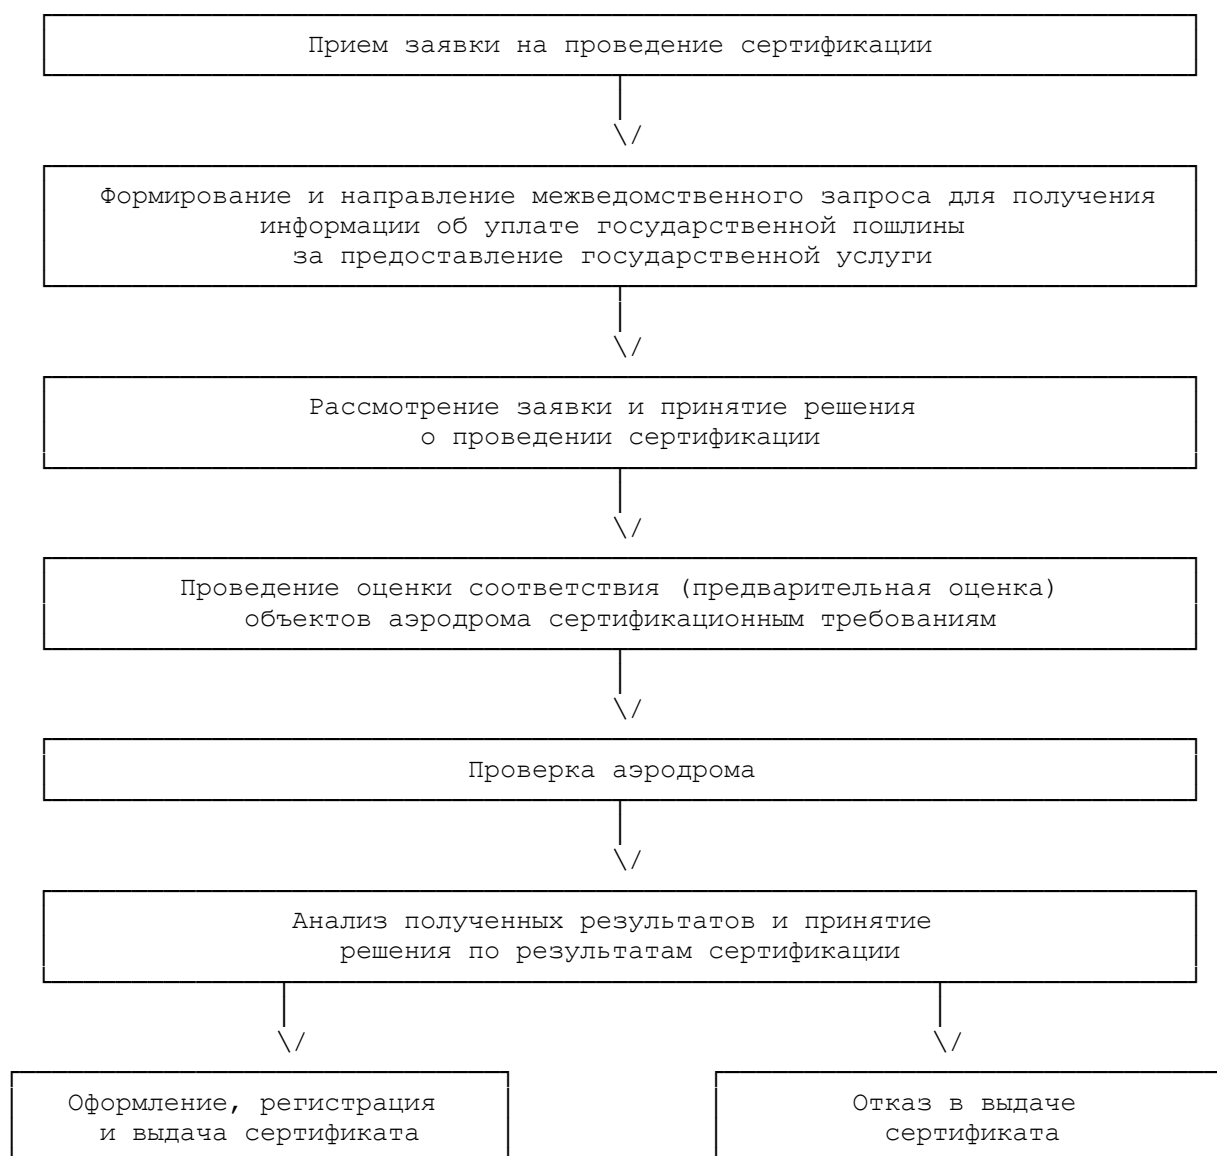 Прием заявки на проведение сертификации
Формирование и направление межведомственного запроса для получения
информации об уплате государственной пошлины
за предоставление государственной услуги
Рассмотрение заявки и принятие решения
о проведении сертификации
Проведение оценки соответствия (предварительная оценка)
объектов аэродрома сертификационным требованиям
Проверка аэродрома
Анализ полученных результатов и принятие
решения по результатам сертификации
Оформление, регистрация
и выдача сертификата
Отказ в выдаче
сертификата